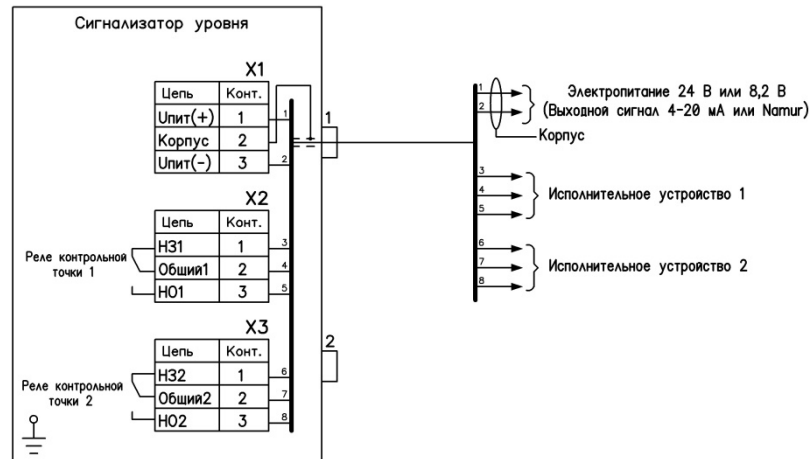 Сигнализатор уровня
X1
Цепь Конт.
Uпит(+) 1
Корпус 2
Uпит(-) 3
1
2
1
X2
Цепь Конт.
НЗ1 1
Общий1 2
НО1 3
3
4
5
Реле контрольной
точки 1
X3
Цепь Конт.
НЗ2 1
Общий2 2
НО2 3
6
7
8
2
Реле контрольной
точки 2
1
2
Электропитание 24 В или 8,2 В
(Выходной сигнал 4-20 мА или Namur)
Корпус
3
4
5
Исполнительное устройство 1
6
7
8
Исполнительное устройство 2